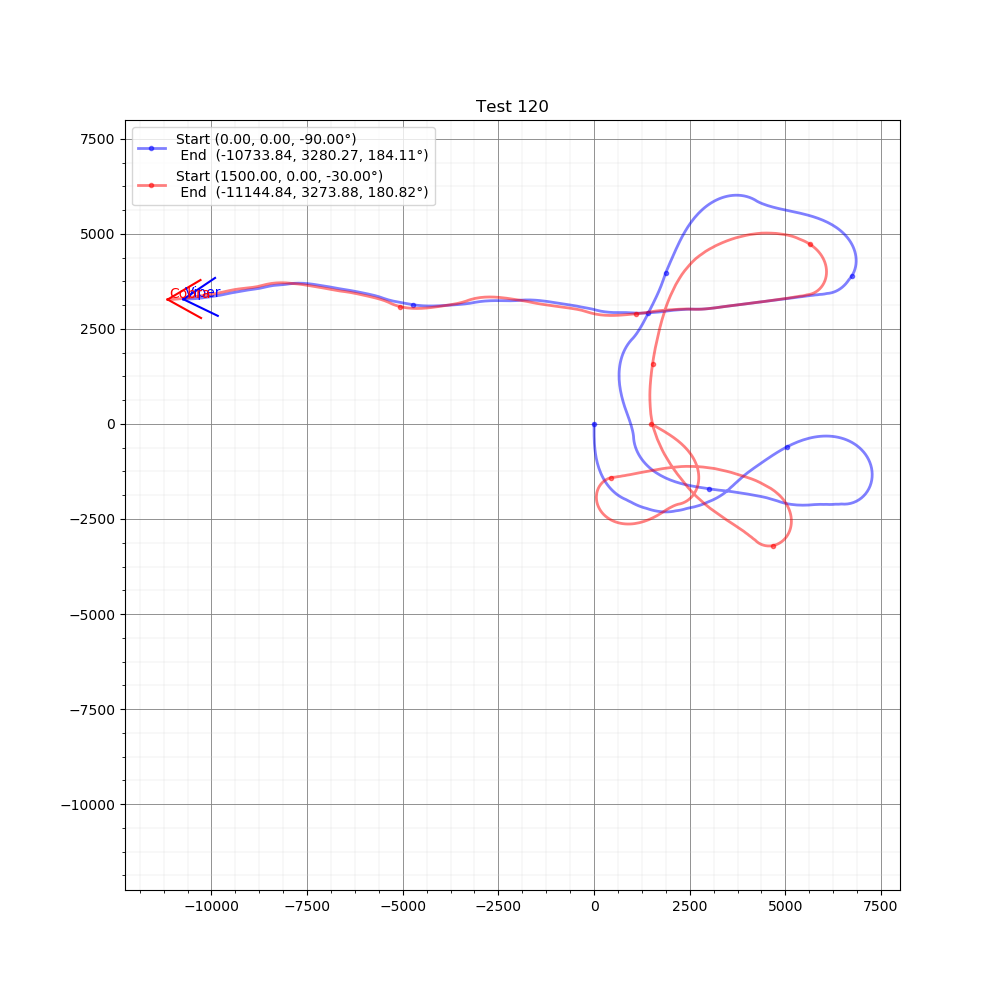 Test 120
Start (0.00, 0.00, -90.00°)
End (-10733.84, 3280.27, 184.11°)
Start (1500.00, 0.00, -30.00°)
End (-11144.84, 3273.88, 180.82°)
7500
5000
2500
0
−2500
−5000
−7500
−10000
Viper
−10000 −7500 −5000 −2500 0 2500 5000 7500